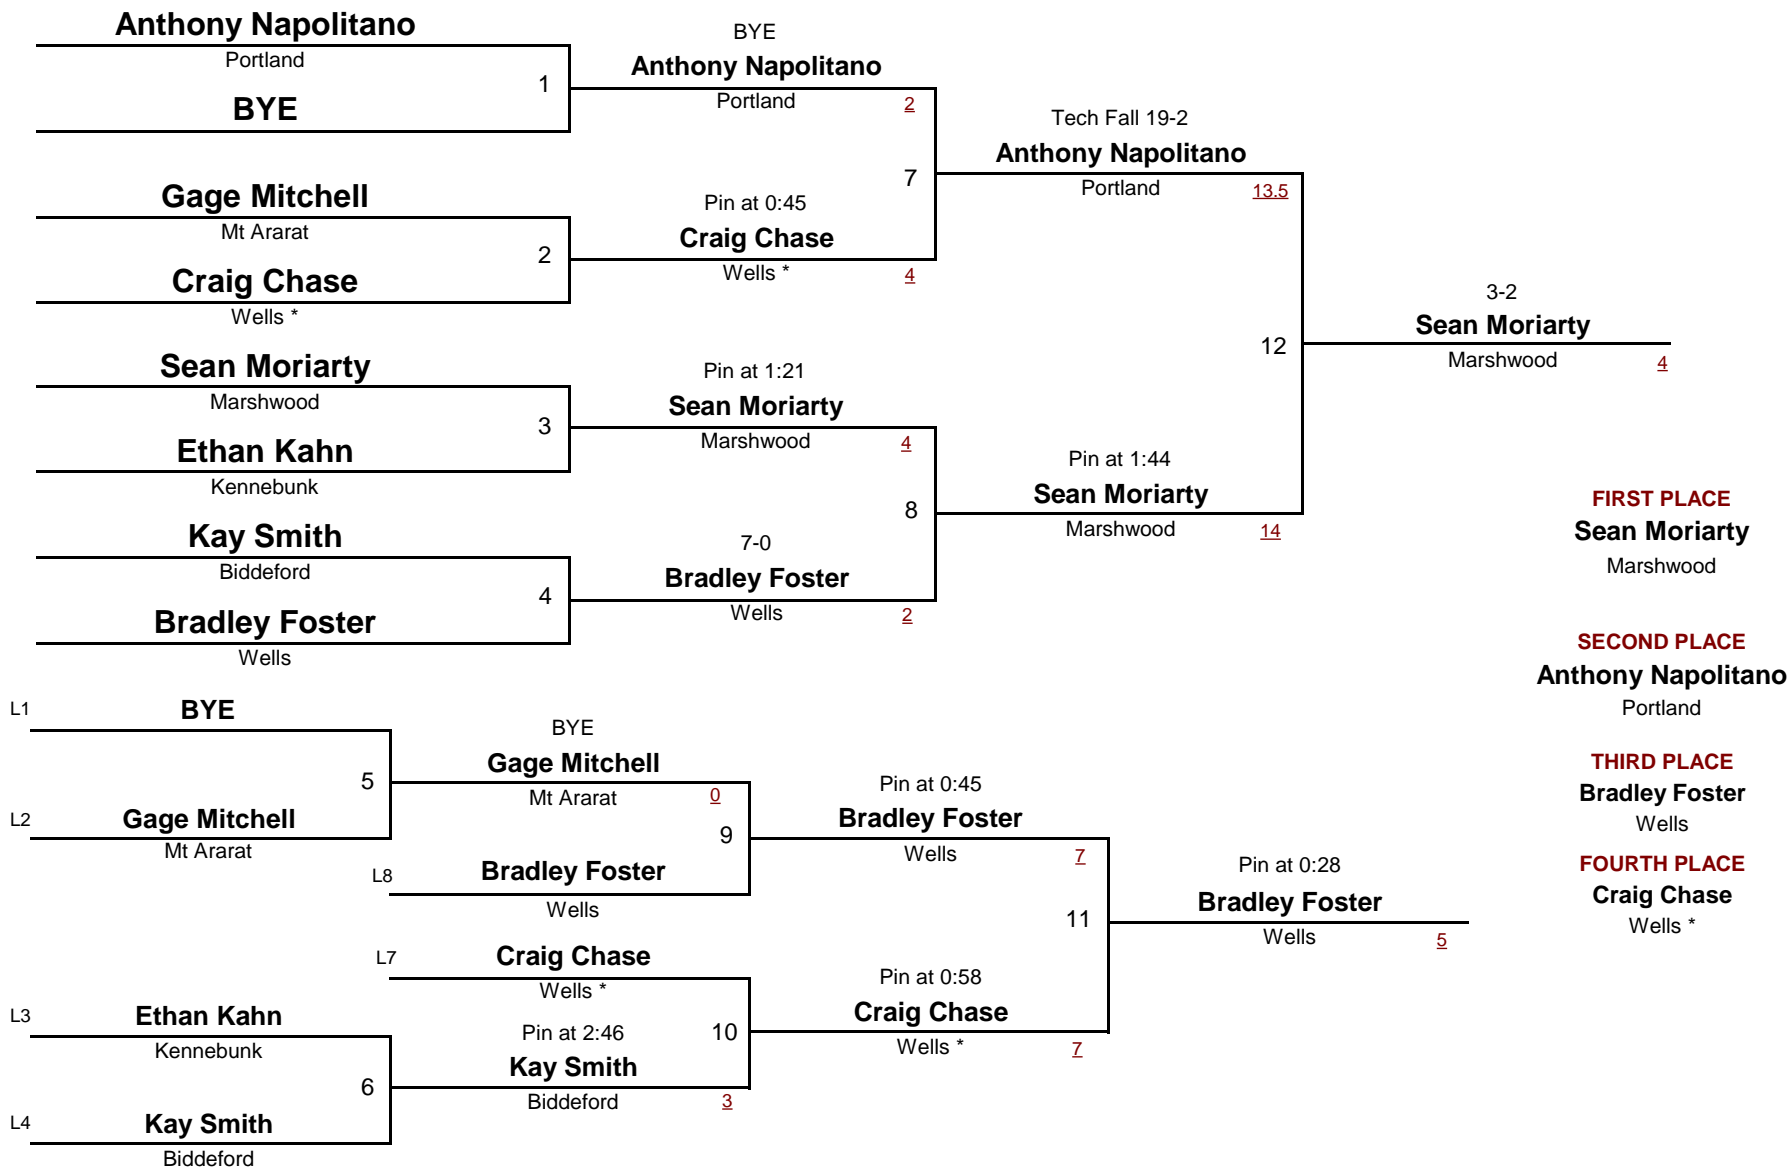 Anthony Napolitano
Portland
1
BYE
Gage Mitchell
Mt Ararat
2
Craig Chase
Wells *
Sean Moriarty
Marshwood
3
Ethan Kahn
Kennebunk
Kay Smith
Biddeford
4
Bradley Foster
Wells
BYE
Anthony Napolitano
Portland 2
7
Pin at 0:45
Craig Chase
Wells * 4
Pin at 1:21
Sean Moriarty
Marshwood 4
8
7-0
Bradley Foster
Wells 2
Tech Fall 19-2
Anthony Napolitano
Portland 13.5
12
Pin at 1:44
Sean Moriarty
Marshwood 14
3-2
Sean Moriarty
Marshwood 4
FIRST PLACE
Sean Moriarty
Marshwood
SECOND PLACE
Anthony Napolitano
Portland
THIRD PLACE
Bradley Foster
Wells
FOURTH PLACE
Craig Chase
Wells *
L1 BYE
5
L2 Gage Mitchell
Mt Ararat
L3 Ethan Kahn
Kennebunk
6
L4 Kay Smith
Biddeford
BYE
Gage Mitchell
Mt Ararat 0
9
L8 Bradley Foster
Wells
L7 Craig Chase
Wells *
10
Pin at 2:46
Kay Smith
Biddeford 3
Pin at 0:45
Bradley Foster
Wells 7
11
Pin at 0:58
Craig Chase
Wells * 7
Pin at 0:28
Bradley Foster
Wells 5